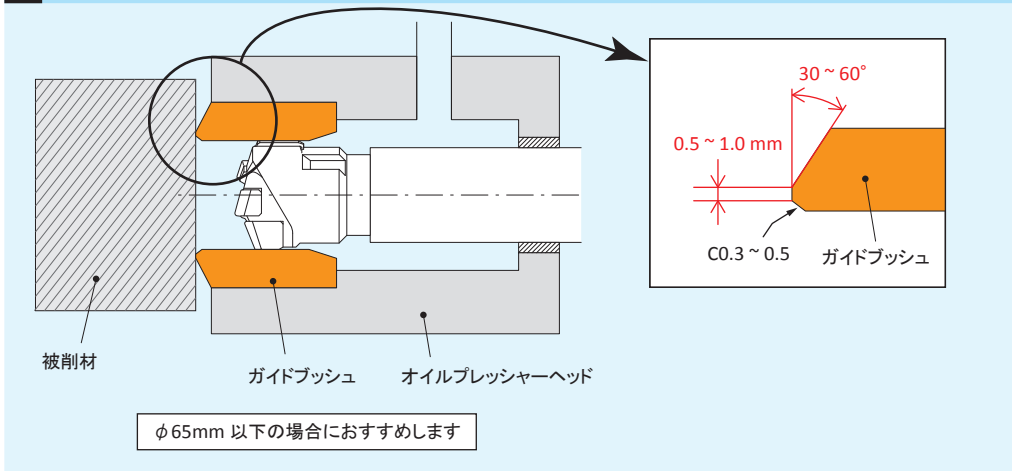 30 ~ 60°
0.5 ~ 1.0 mm
C0.3 ~ 0.5
ガイドブッシュ
被削材
ガイドブッシュ
オイルプレッシャーヘッド
φ65mm 以下の場合におすすめします